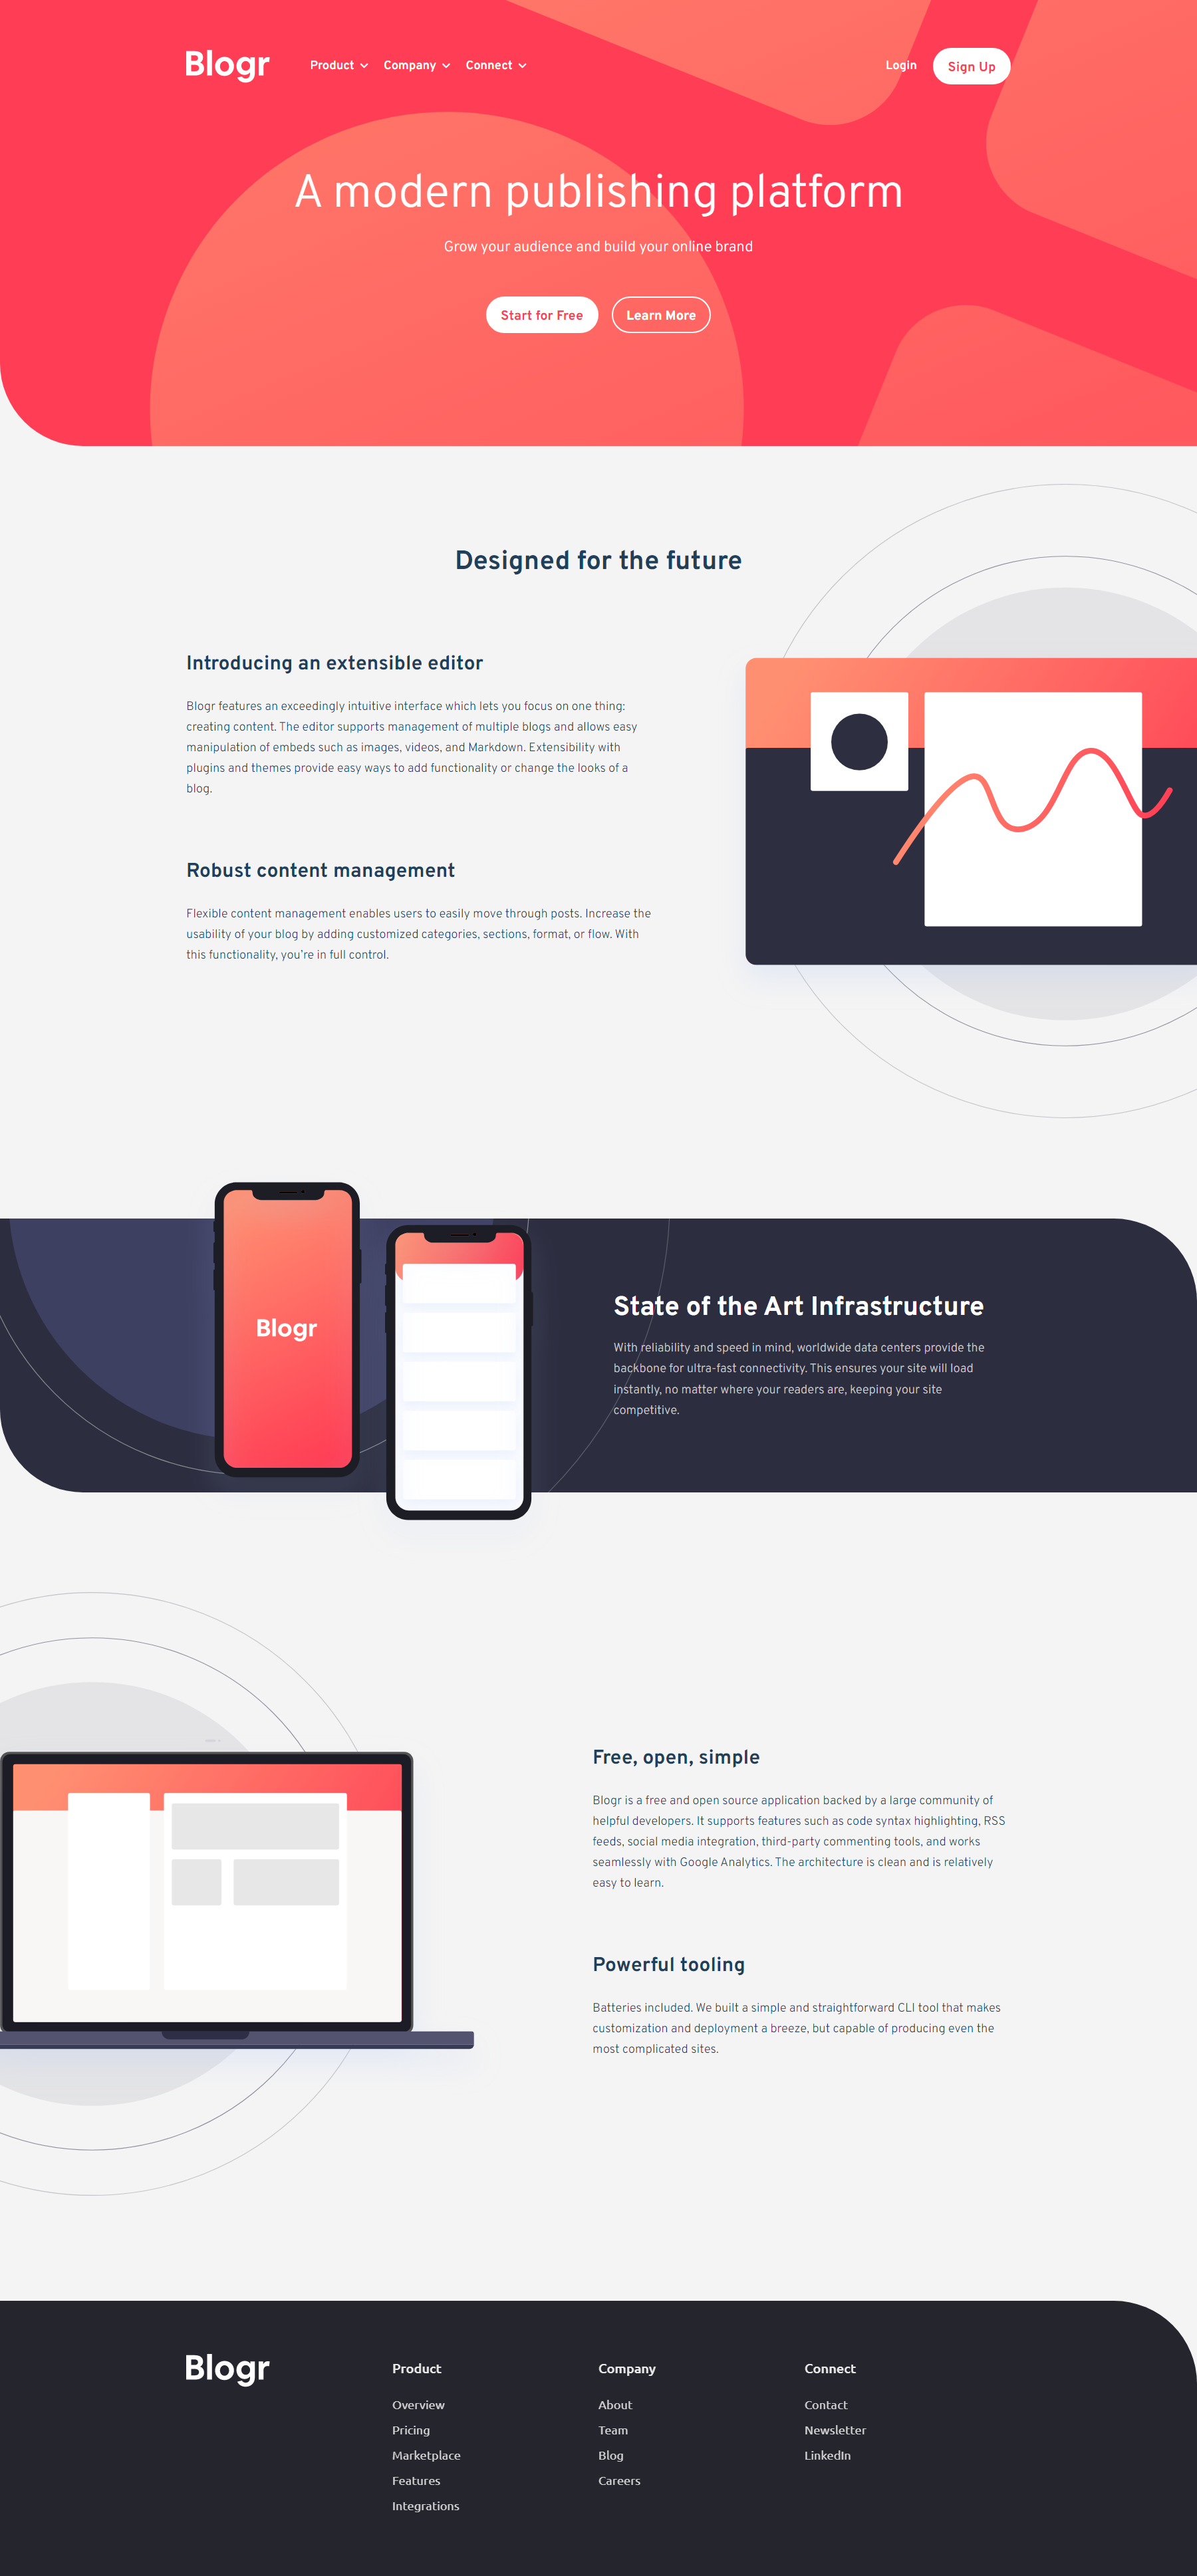 Blogr
Product
Company
Connect
Login
Sign Up
A modern publishing platform
Grow your audience and build your online brand
Start for Free
Learn More
Designed for the future
Introducing an extensible editor
Blogr features an exceedingly intuitive interface which lets you focus on one thing:
creating content. The editor supports management of multiple blogs and allows easy
manipulation of embeds such as images, videos, and Markdown. Extensibility with
plugins and themes provide easy ways to add functionality or change the looks of a
blog.
Robust content management
Flexible content management enables users to easily move through posts. Increase the
usability of your blog by adding customized categories, sections, format, or flow. With
this functionality, you’re in full control.
Blogr
State of the Art Infrastructure
With reliability and speed in mind, worldwide data centers provide the
backbone for ultra-fast connectivity. This ensures your site will load
instantly, no matter where your readers are, keeping your site
competitive.
Free, open, simple
Blogr is a free and open source application backed by a large community of
helpful developers. It supports features such as code syntax highlighting, RSS
feeds, social media integration, third-party commenting tools, and works
seamlessly with Google Analytics. The architecture is clean and is relatively
easy to learn.
Powerful tooling
Batteries included. We built a simple and straightforward CLI tool that makes
customization and deployment a breeze, but capable of producing even the
most complicated sites.
Blogr
Product
Overview
Pricing
Marketplace
Features
Integrations
Company
About
Team
Blog
Careers
Connect
Contact
Newsletter
LinkedIn